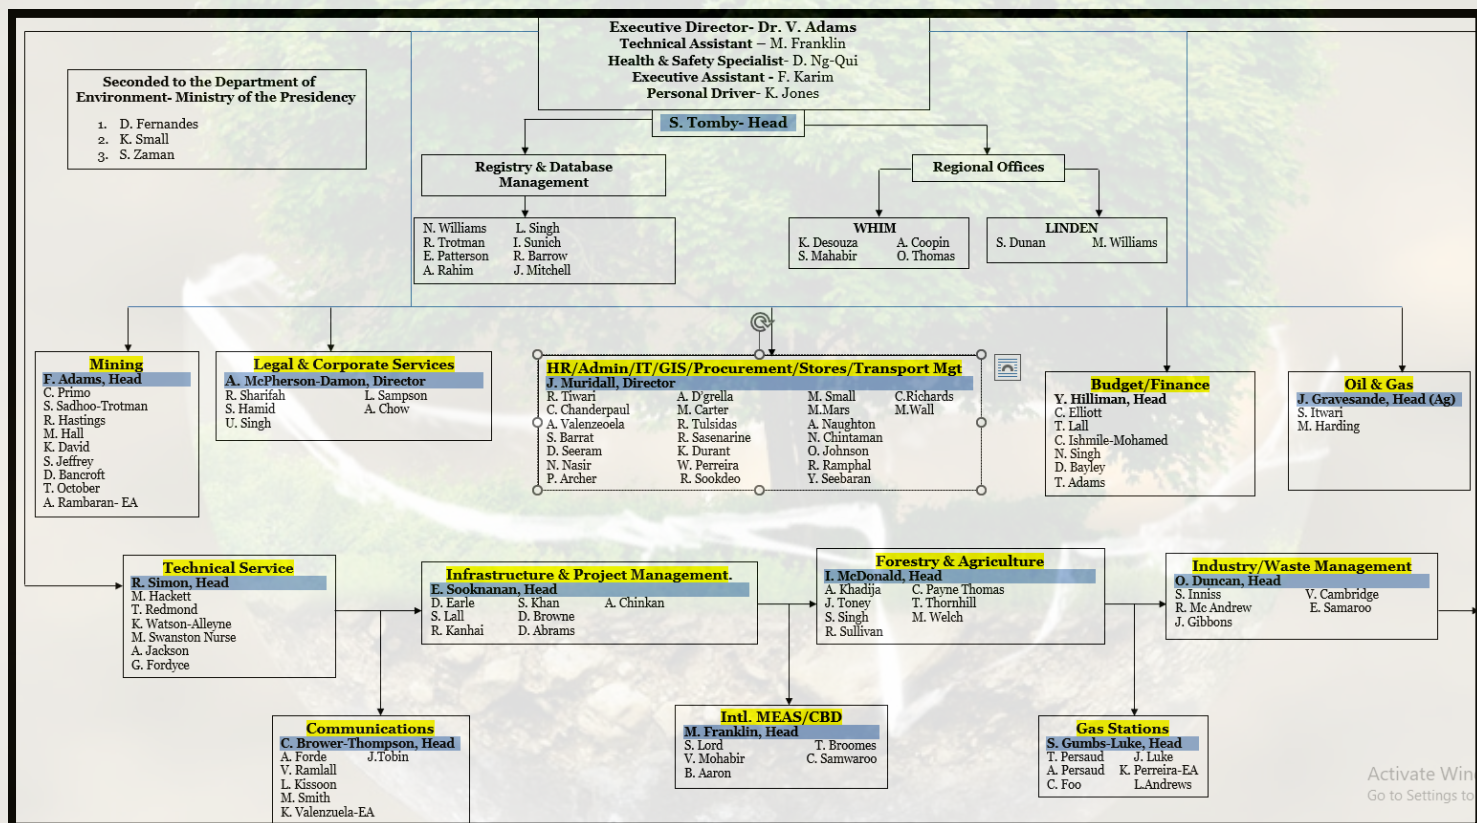 Executive Director- Dr. V. Adams
Technical Assistant – M. Franklin
Health & Safety Specialist- D. Ng-Qui
Executive Assistant - F. Karim
Personal Driver- K. Jones
Seconded to the Department of
Environment- Ministry of the Presidency
1. D. Fernandes
2. K. Small
3. S. Zaman
S. Tomby- Head
Registry & Database
Management
N. Williams L. Singh
R. Trotman I. Sunich
E. Patterson R. Barrow
A. Rahim J. Mitchell
Regional Offices
WHIM
K. Desouza A. Coopin
S. Mahabir O. Thomas
LINDEN
S. Dunan M. Williams
Mining
F. Adams, Head
C. Primo
S. Sadhoo-Trotman
R. Hastings
M. Hall
K. David
S. Jeffrey
D. Bancroft
T. October
A. Rambaran- EA
Legal & Corporate Services
A. McPherson-Damon, Director
R. Sharifah L. Sampson
S. Hamid A. Chow
U. Singh
HR/Admin/IT/GIS/Procurement/Stores/Transport Mgt
J. Muridall, Director
R. Tiwari A. D'grella M. Small C.Richards
C. Chanderpaul M. Carter M.Mars M.Wall
A. Valenzeoela R. Tulsidas A. Naughton
S. Barrat R. Sasenarine N. Chintaman
D. Seeram K. Durant O. Johnson
N. Nasir W. Perreira R. Ramphal
P. Archer R. Sookdeo Y. Seebaran
Budget/Finance
Y. Hilliman, Head
C. Elliott
T. Lall
C. Ishmile-Mohamed
N. Singh
D. Bayley
T. Adams
Oil & Gas
J. Gravesande, Head (Ag)
S. Itwari
M. Harding
Technical Service
R. Simon, Head
M. Hackett
T. Redmond
K. Watson-Alleyne
M. Swanston Nurse
A. Jackson
G. Fordyce
Infrastructure & Project Management.
E. Sooknanan, Head
D. Earle S. Khan A. Chinkan
S. Lall D. Browne
R. Kanhai D. Abrams
Forestry & Agriculture
I. McDonald, Head
A. Khadija C. Payne Thomas
J. Toney T. Thornhill
S. Singh M. Welch
R. Sullivan
Industry/Waste Management
O. Duncan, Head
S. Inniss V. Cambridge
R. Mc Andrew E. Samaroo
J. Gibbons
Communications
C. Brower-Thompson, Head
A. Forde J.Tobin
V. Ramlall
L. Kissoon
M. Smith
K. Valenzuela-EA
Intl. MEAS/CBD
M. Franklin, Head
S. Lord T. Broomes
V. Mohabir C. Samwaroo
B. Aaron
Gas Stations
S. Gumbs-Luke, Head
T. Persaud J. Luke
A. Persaud K. Perreira-EA
C. Foo L.Andrews
Activate Win
Go to Settings to